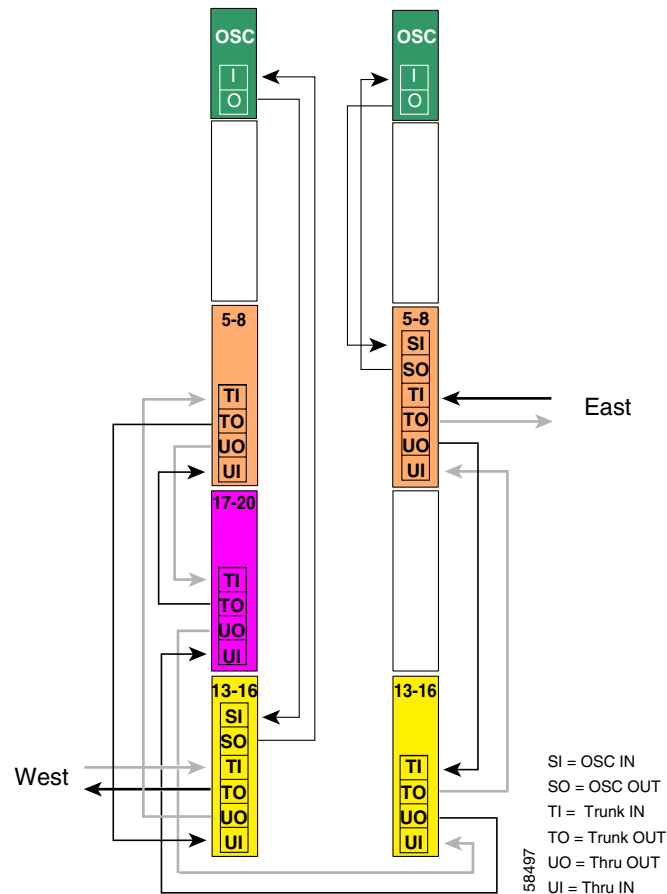 OSC
I
O
OSC
I
O
5-8
TI
TO
UO
UI
17-20
TI
TO
UO
UI
13-16
SI
SO
TI
TO
UO
UI
West
5-8
SI
SO
TI
TO
UO
UI
East
13-16
TI
TO
UO
UI
SI = OSC IN
SO = OSC OUT
TI = Trunk IN
TO = Trunk OUT
UO = Thru OUT
UI = Thru IN
58497